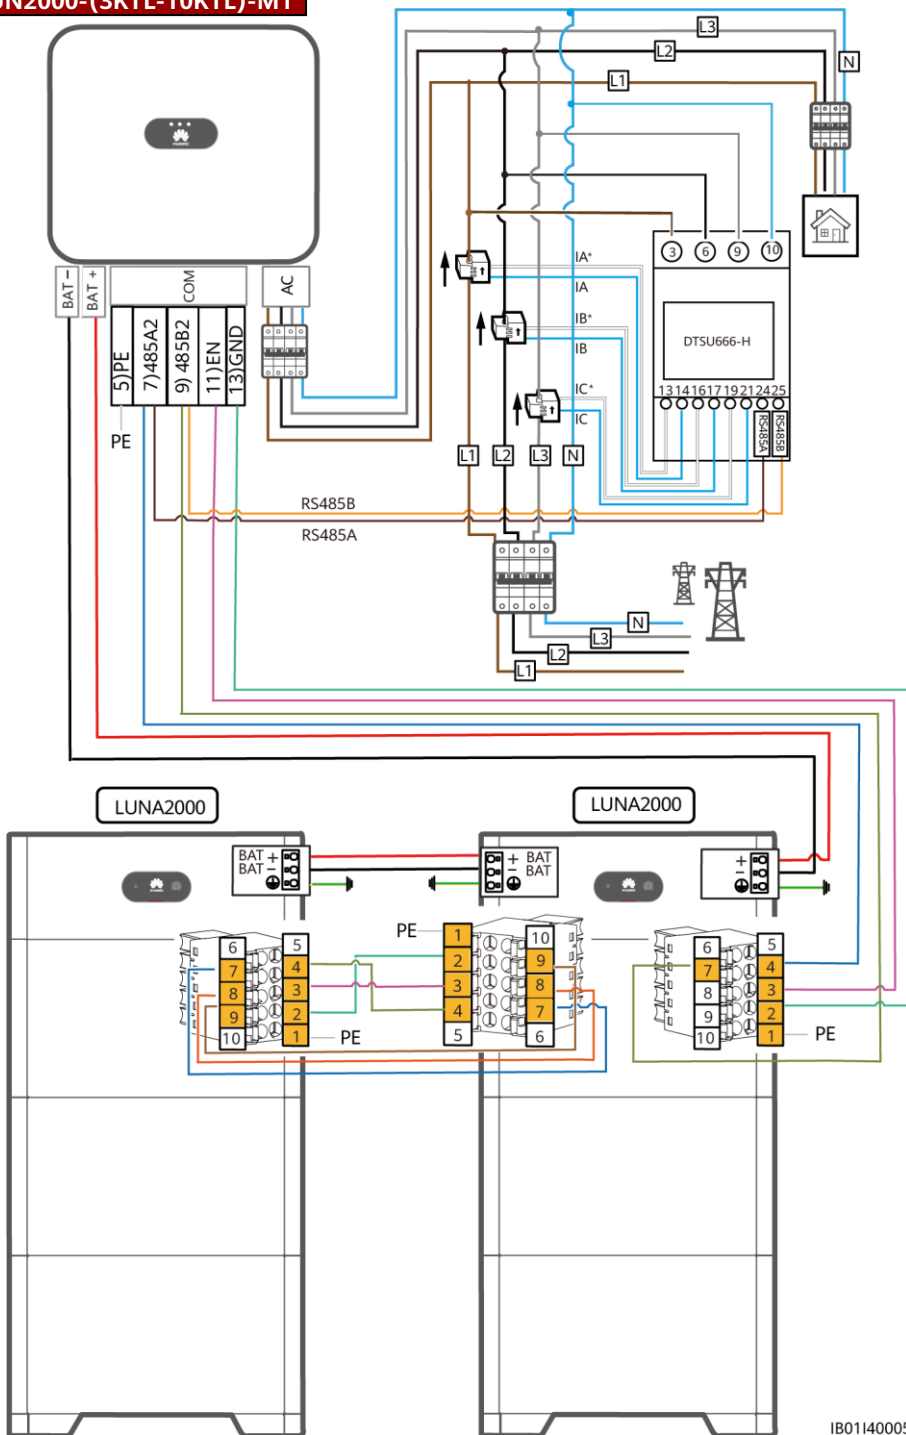 N2000-(3KTL-10KTL)-M1
L3
L2
N
L1
BAT −
BAT +
COM
AC
5)PE
7)485A2
9) 485B2
11)EN
13)GND
PE
IA*
IA
IB*
IB
IC*
IC
3
6
9
10
DTSU666-H
13 14 16 17 19 21 24 25
RS485A
RS485B
L1
L2
L3
N
RS485B
RS485A
N
L3
L2
L1
LUNA2000
LUNA2000
BAT +
BAT −
+ BAT
− BAT
+
−
6
7
8
9
10
5
4
3
2
1
PE
PE
1
2
3
4
5
10
9
8
7
6
6
7
8
9
10
5
4
3
2
1
PE
IB01I40005